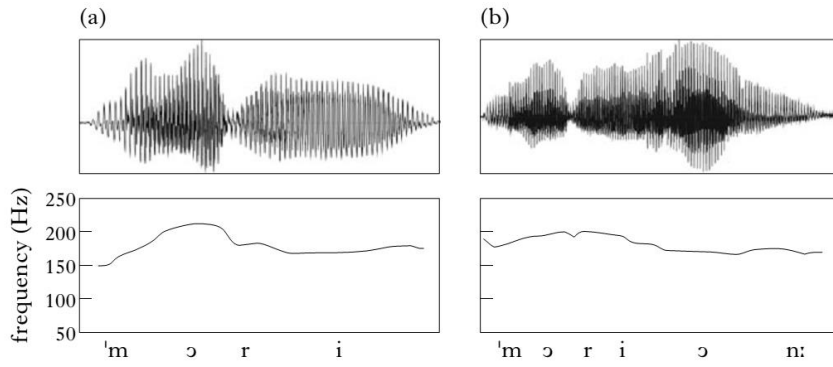 (a) (b)
frequency (Hz)
250
200
150
100
50
ˈm ɔ r i
ˈm ɔ r i ɔ nː